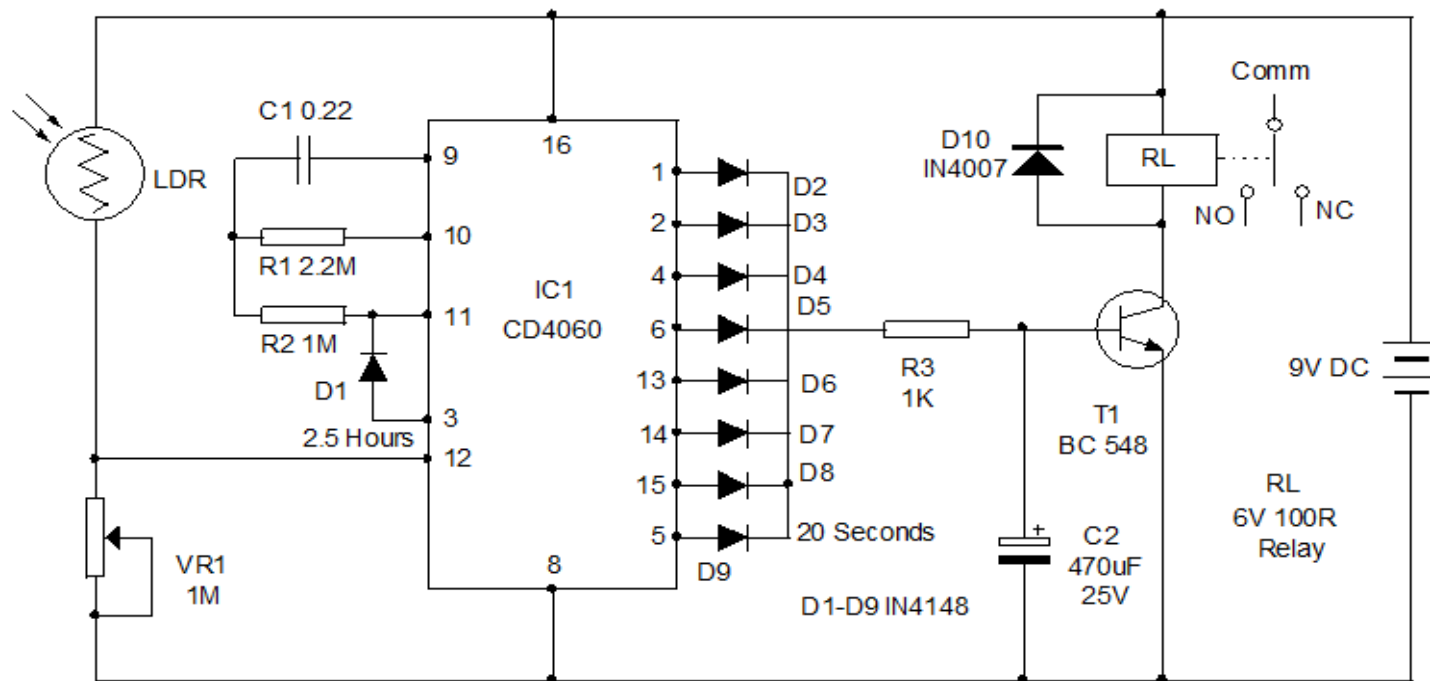 Comm
C1 0.22
D10
IN4007
16
9
LDR
RL
1
D2
NO
NC
2
D3
10
R1 2.2M
4
D4
IC1
CD4060
D5
11
6
R2 1M
R3
1K
9V DC
D1
13
D6
3
T1
BC 548
2.5 Hours
14
D7
12
15
D8
RL
6V 100R
Relay
5
20 Seconds
VR1
1M
8
D9
+
C2
470uF
25V
D1-D9 IN4148